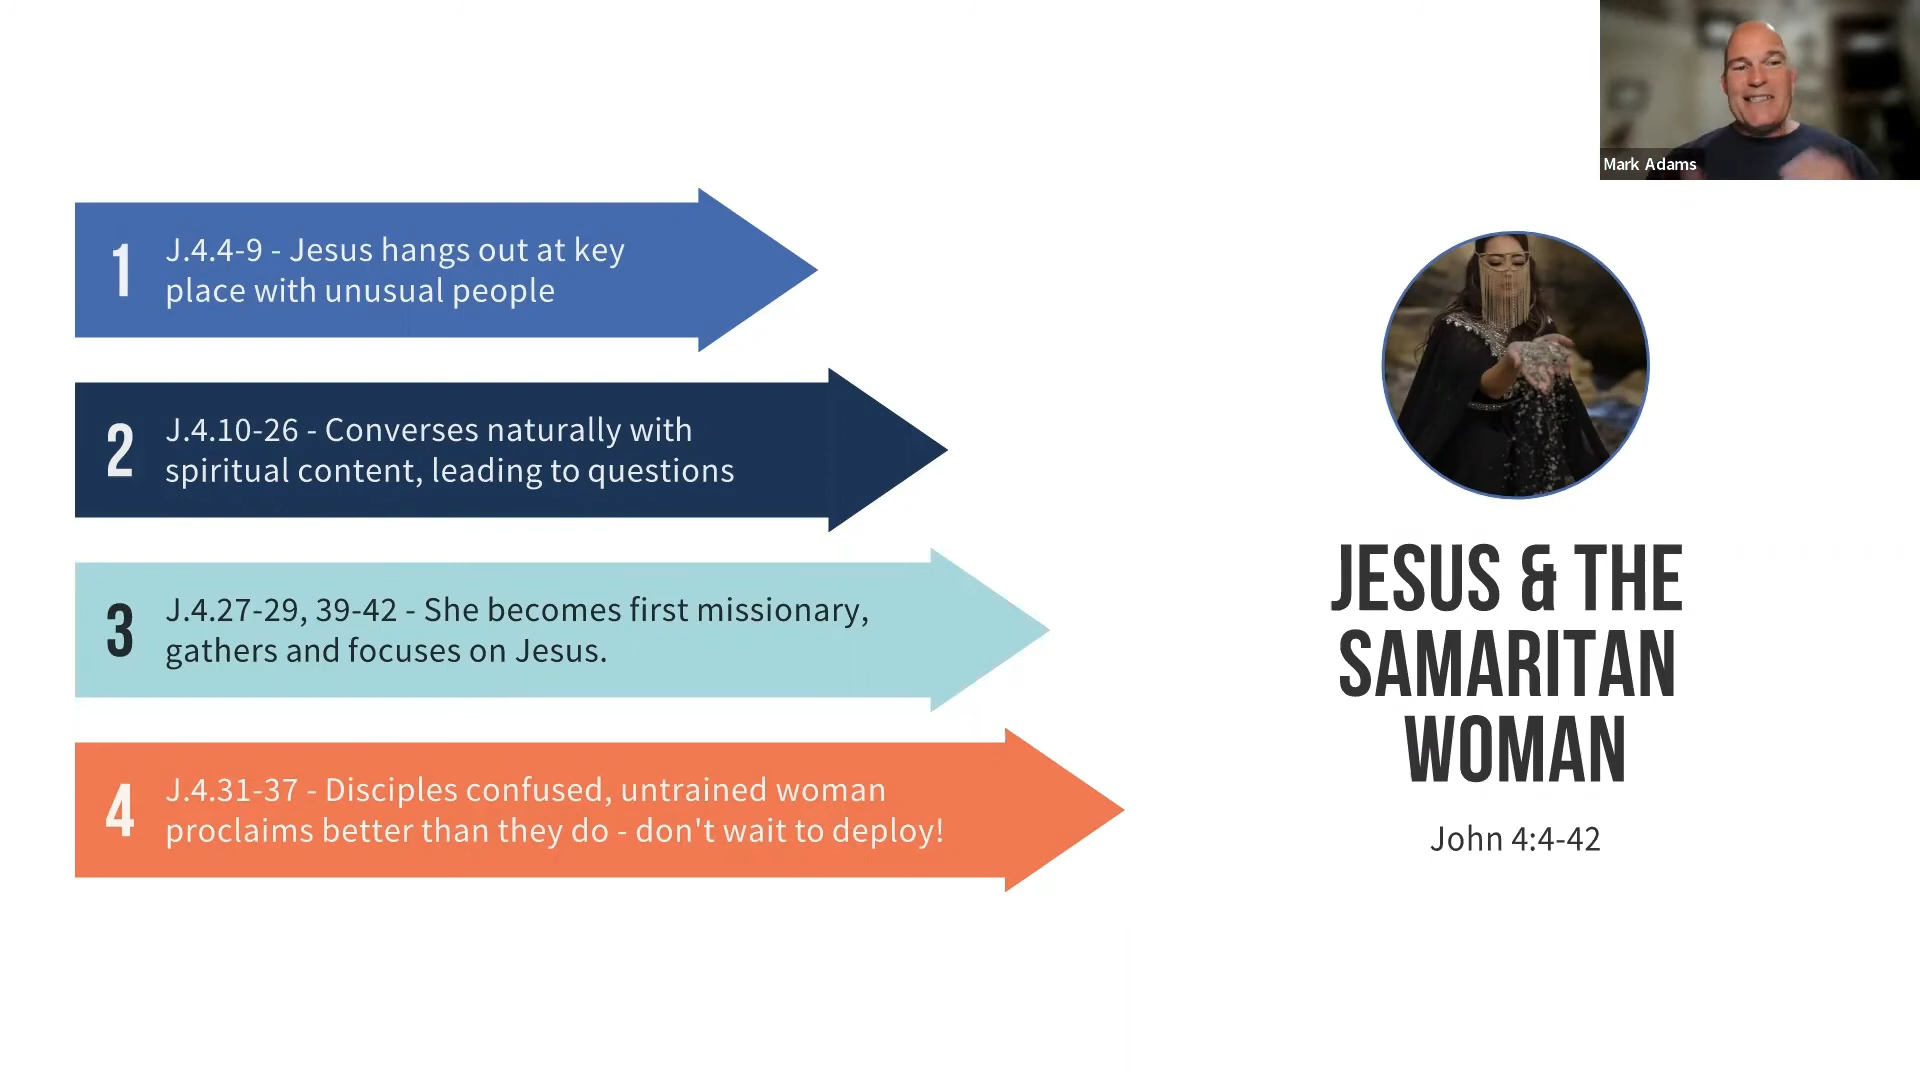 Mark Adams
1
J.4.4-9 - Jesus hangs out at key
place with unusual people
2
J.4.10-26 - Converses naturally with
spiritual content, leading to questions
3
J.4.27-29, 39-42 - She becomes first missionary,
gathers and focuses on Jesus.
4
J.4.31-37 - Disciples confused, untrained woman
proclaims better than they do - don't wait to deploy!
JESUS & THE
SAMARITAN
WOMAN
John 4:4-42